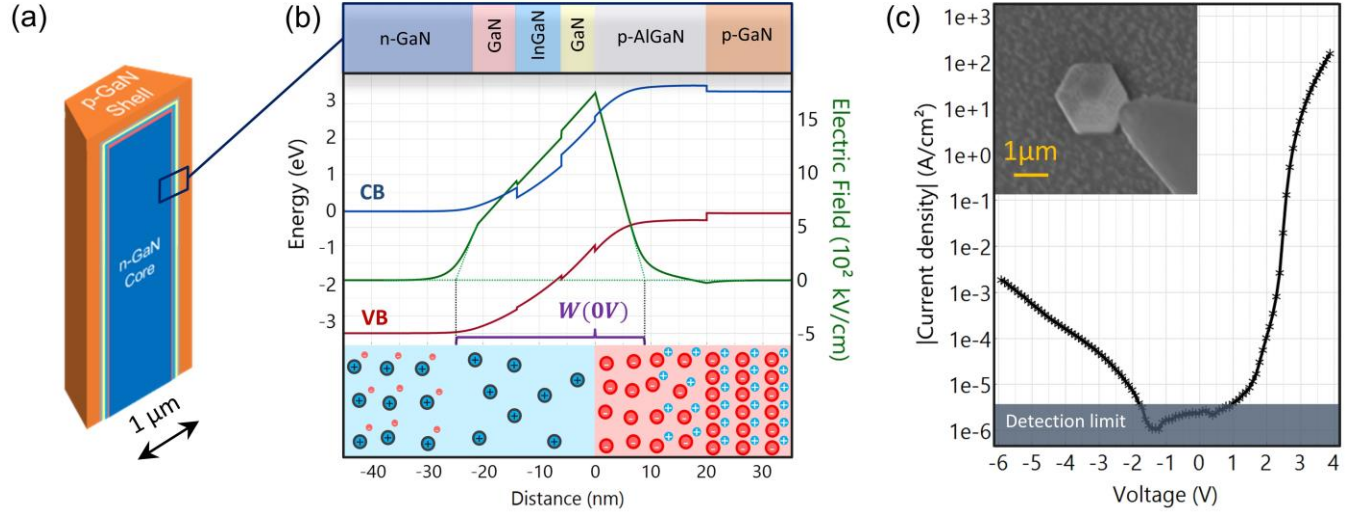 (a)
p-GaN
Shell
n-GaN
Core
1 μm
(b)
n-GaN
GaN
InGaN
GaN
p-AlGaN
p-GaN
Energy (eV)
3
2
1
0
-1
-2
-3
CB
VB
W(0V)
15
10
5
0
-5
Electric Field (10² kV/cm)
-40
-30
-20
-10
0
10
20
30
Distance (nm)
(c)
|Current density| (A/cm²)
1e+3
1e+2
1e+1
1e+0
1e-1
1e-2
1e-3
1e-4
1e-5
1e-6
1μm
Detection limit
-6
-5
-4
-3
-2
-1
0
1
2
3
4
Voltage (V)